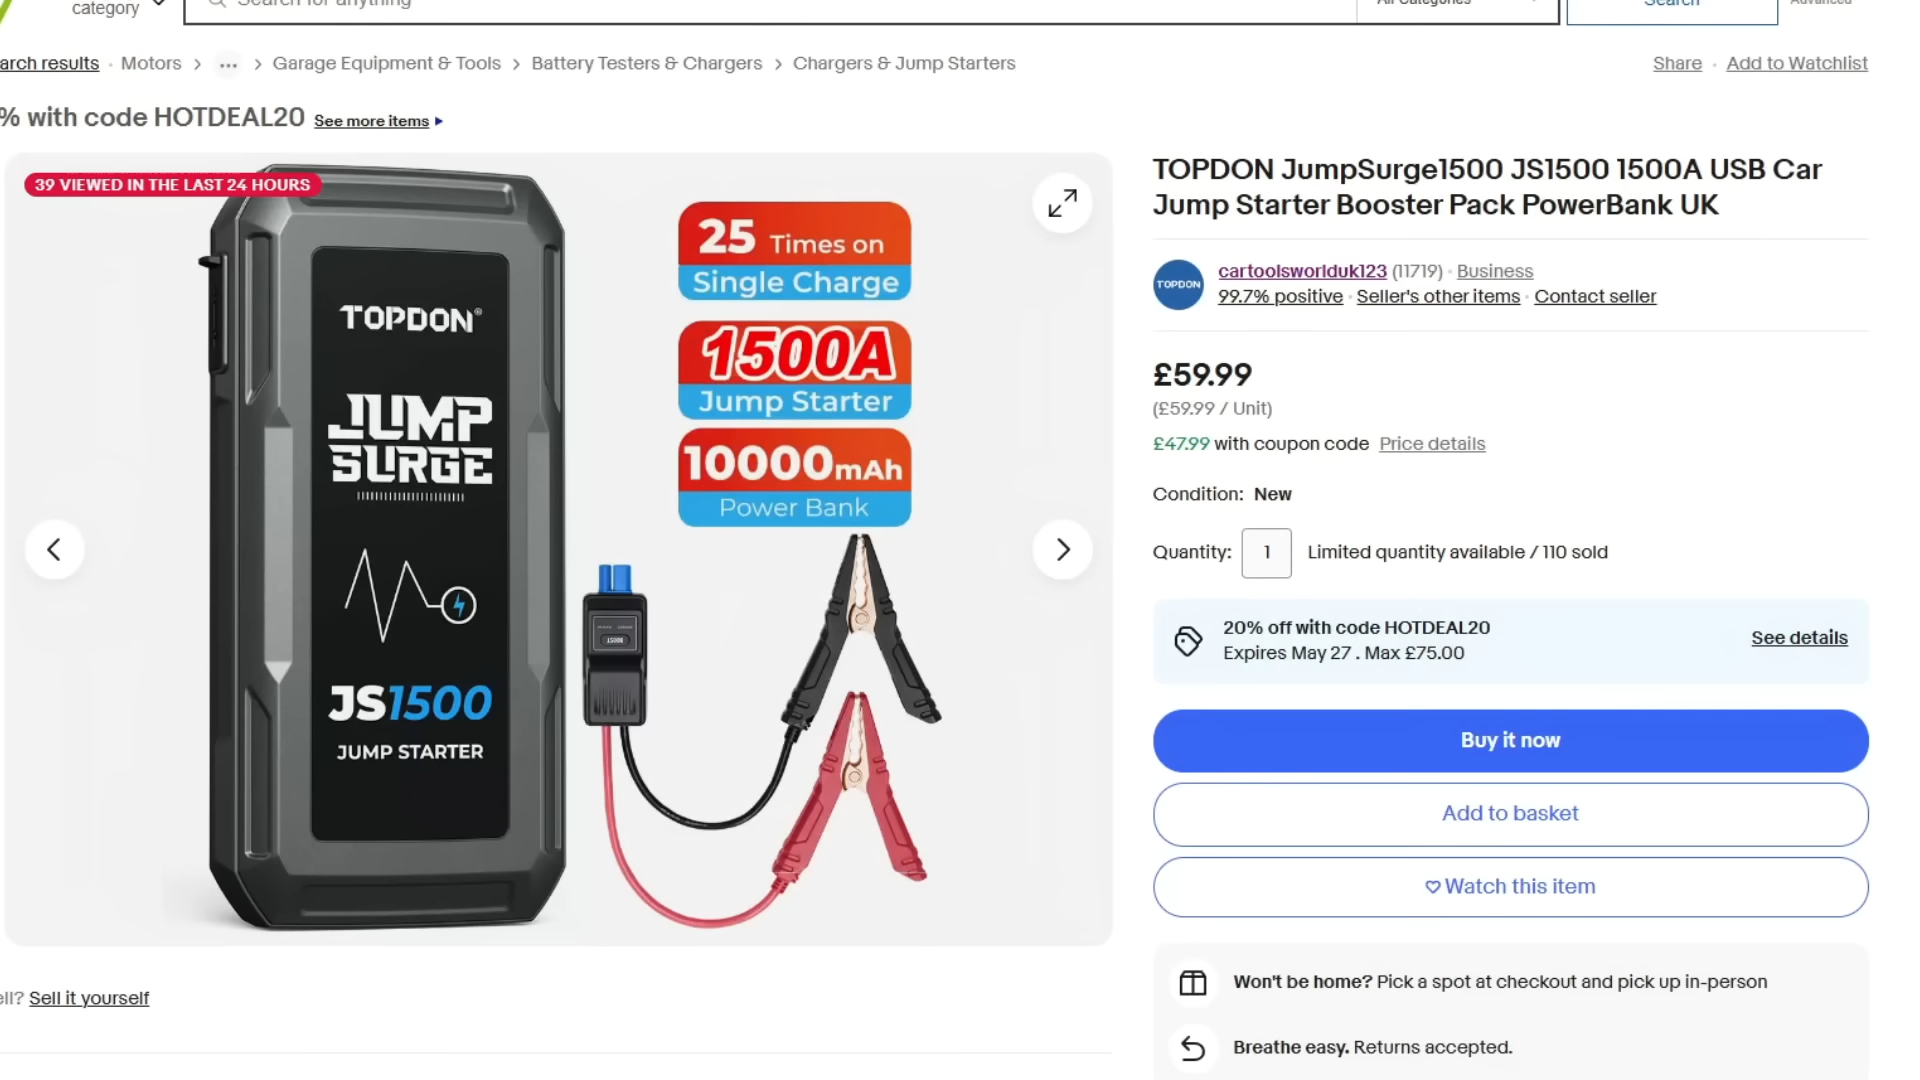 category
Search for anything
All Categories
Search
Advanced
arch results · Motors > ... > Garage Equipment & Tools > Battery Testers & Chargers > Chargers & Jump Starters
Share · Add to Watchlist
% with code HOTDEAL20 See more items
39 VIEWED IN THE LAST 24 HOURS
TOPDON®
JUMP
SURGE
JS1500
JUMP STARTER
25 Times on
Single Charge
1500A
Jump Starter
10000mAh
Power Bank
TOPDON JumpSurge1500 JS1500 1500A USB Car
Jump Starter Booster Pack PowerBank UK
TOPDON
cartoolsworlduk123 (11719) · Business
99.7% positive · Seller's other items · Contact seller
£59.99
(£59.99 / Unit)
£47.99 with coupon code Price details
Condition: New
Quantity: 1 Limited quantity available / 110 sold
20% off with code HOTDEAL20
Expires May 27 . Max £75.00
See details
Buy it now
Add to basket
Watch this item
Won't be home? Pick a spot at checkout and pick up in-person
Breathe easy. Returns accepted.
ell? Sell it yourself